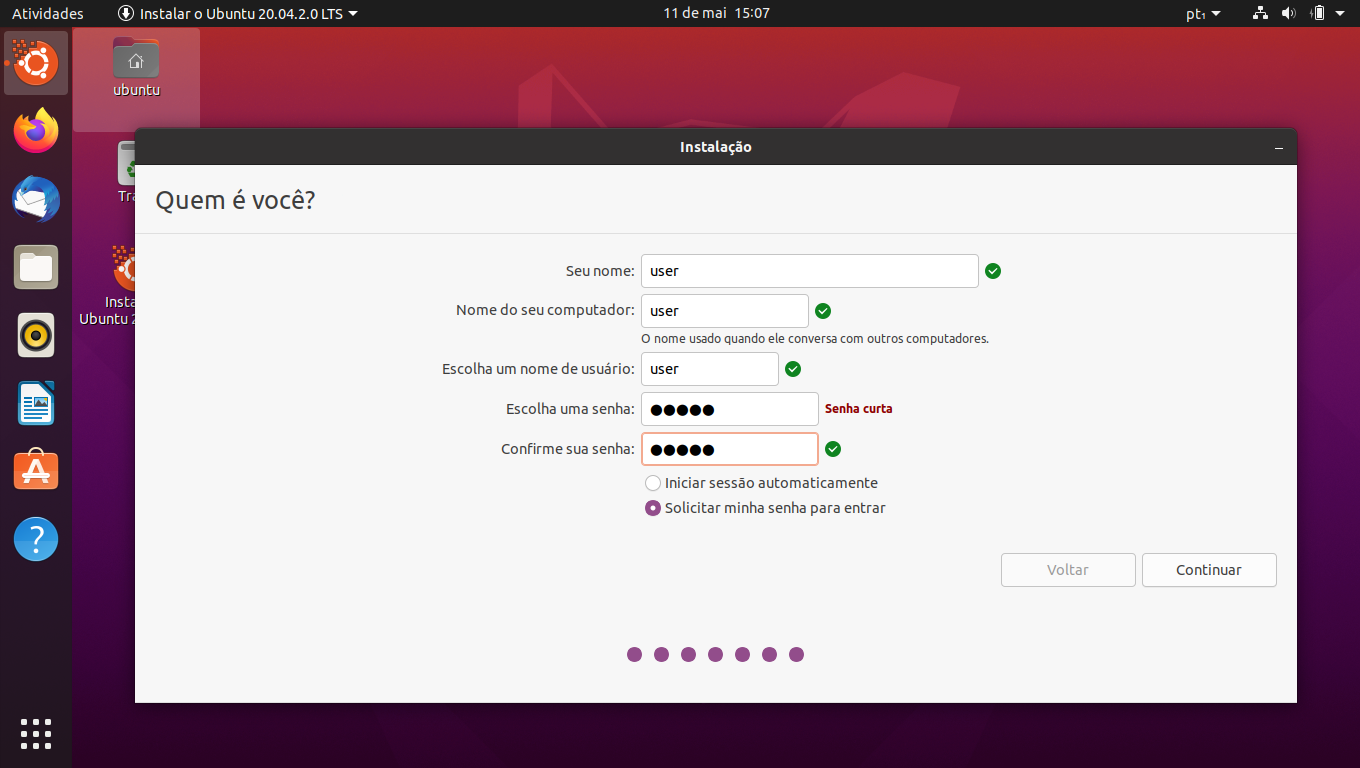 Atividades
Instalar o Ubuntu 20.04.2.0 LTS
11 de mai 15:07
pt₁
ubuntu
Insta
Ubuntu 2
Instalação
Quem é você?
Seu nome:
user
Nome do seu computador:
user
O nome usado quando ele conversa com outros computadores.
Escolha um nome de usuário:
user
Escolha uma senha:
●●●●●
Senha curta
Confirme sua senha:
●●●●●
Iniciar sessão automaticamente
Solicitar minha senha para entrar
Voltar
Continuar